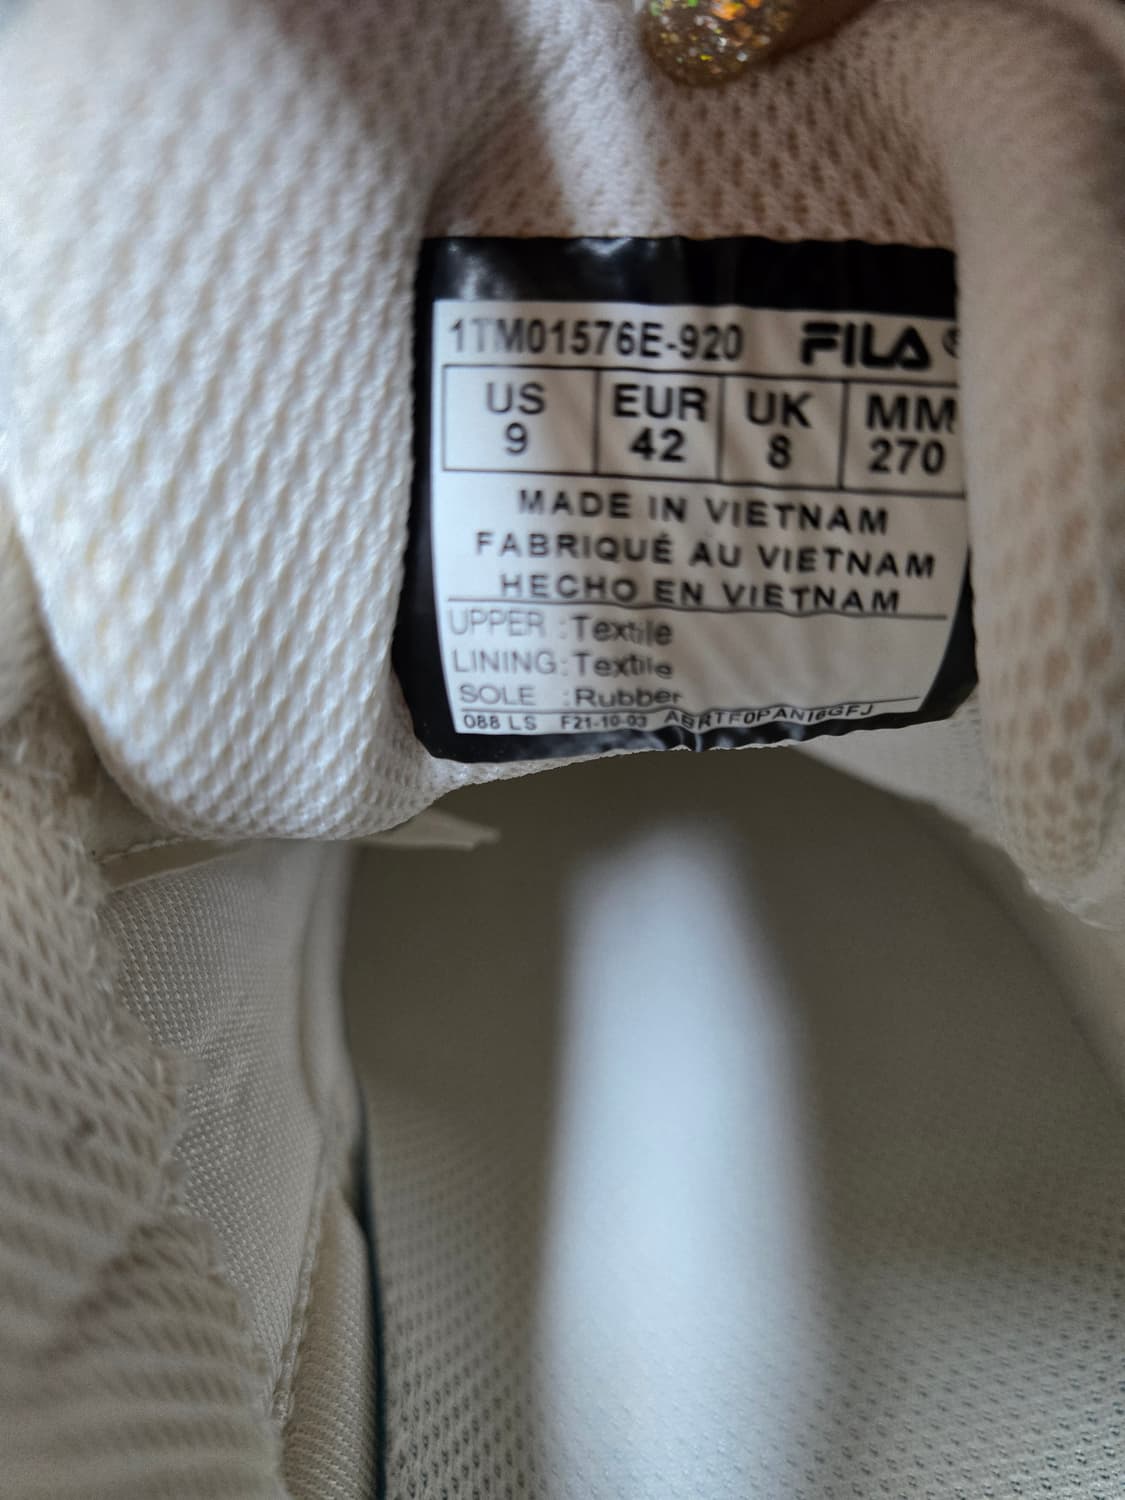 1TM01576E-920 FILA
US EUR UK MM
9 42 8 270
MADE IN VIETNAM
FABRIQUÉ AU VIETNAM
HECHO EN VIETNAM
UPPER :Textile
LINING:Textile
SOLE :Rubber
088 LS F21-10-03